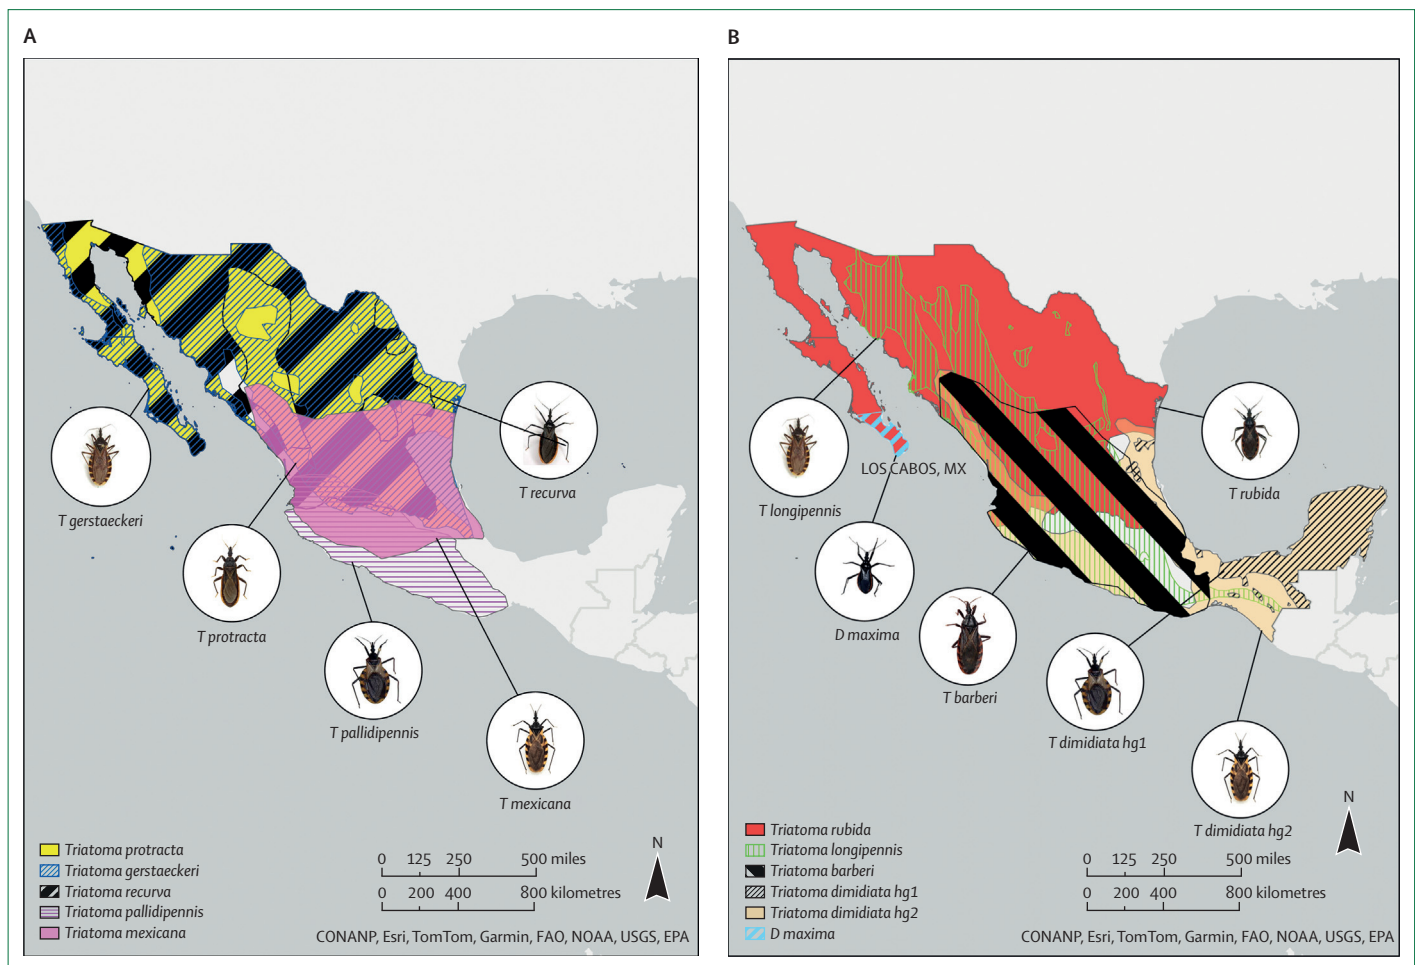 A
T gerstaeckeri
T recurva
T protracta
T pallidipennis
T mexicana
Triatoma protracta
Triatoma gerstaeckeri
Triatoma recurva
Triatoma pallidipennis
Triatoma mexicana
0 125 250 500 miles
0 200 400 800 kilometres
N
CONANP, Esri, TomTom, Garmin, FAO, NOAA, USGS, EPA
B
LOS CABOS, MX
T longipennis
T rubida
D maxima
T barberi
T dimidiata hg1
T dimidiata hg2
Triatoma rubida
Triatoma longipennis
Triatoma barberi
Triatoma dimidiata hg1
Triatoma dimidiata hg2
D maxima
0 125 250 500 miles
0 200 400 800 kilometres
N
CONANP, Esri, TomTom, Garmin, FAO, NOAA, USGS, EPA